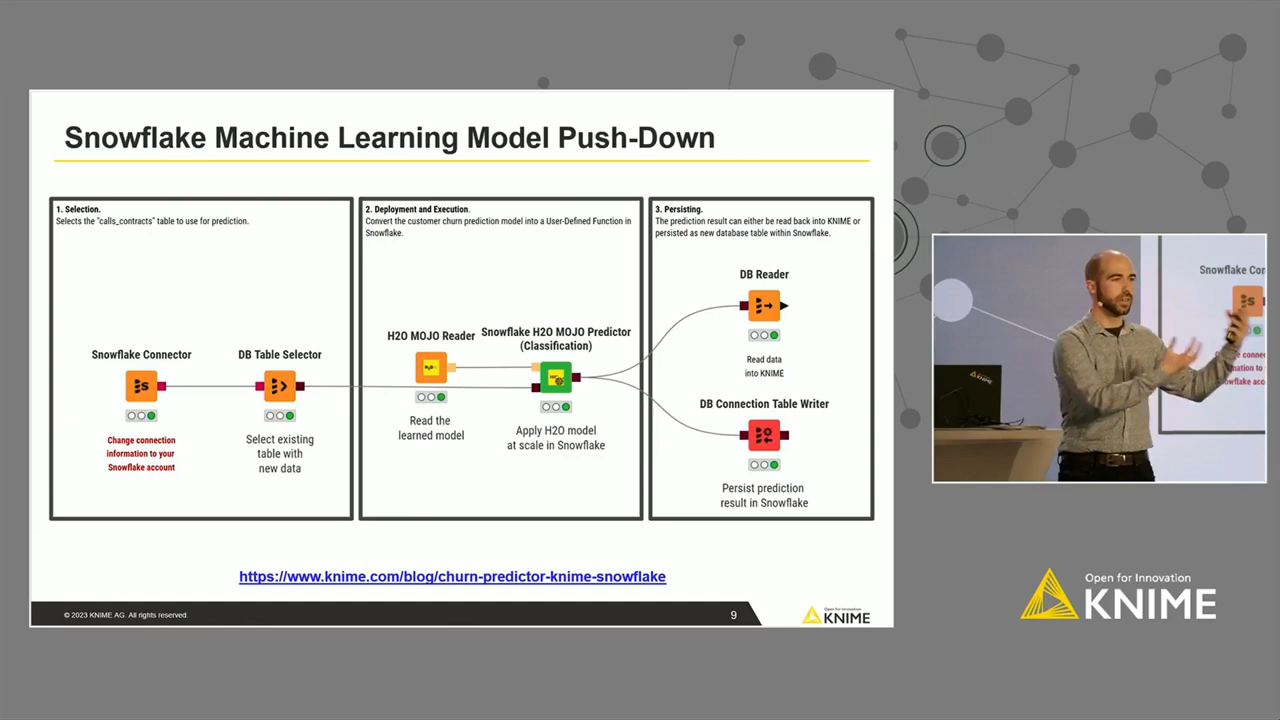 Snowflake Machine Learning Model Push-Down
1. Selection.
Selects the "calls_contracts" table to use for prediction.
Snowflake Connector
Change connection
information to your
Snowflake account
DB Table Selector
Select existing
table with
new data
2. Deployment and Execution.
Convert the customer churn prediction model into a User-Defined Function in
Snowflake.
H2O MOJO Reader
Read the
learned model
Snowflake H2O MOJO Predictor
(Classification)
Apply H2O model
at scale in Snowflake
3. Persisting.
The prediction result can either be read back into KNIME or
persisted as new database table within Snowflake.
DB Reader
Read data
into KNIME
DB Connection Table Writer
Persist prediction
result in Snowflake
https://www.knime.com/blog/churn-predictor-knime-snowflake
© 2023 KNIME AG. All rights reserved.
9
Open for Innovation
KNIME
Snowflake Con
Open for Innovation
KNIME